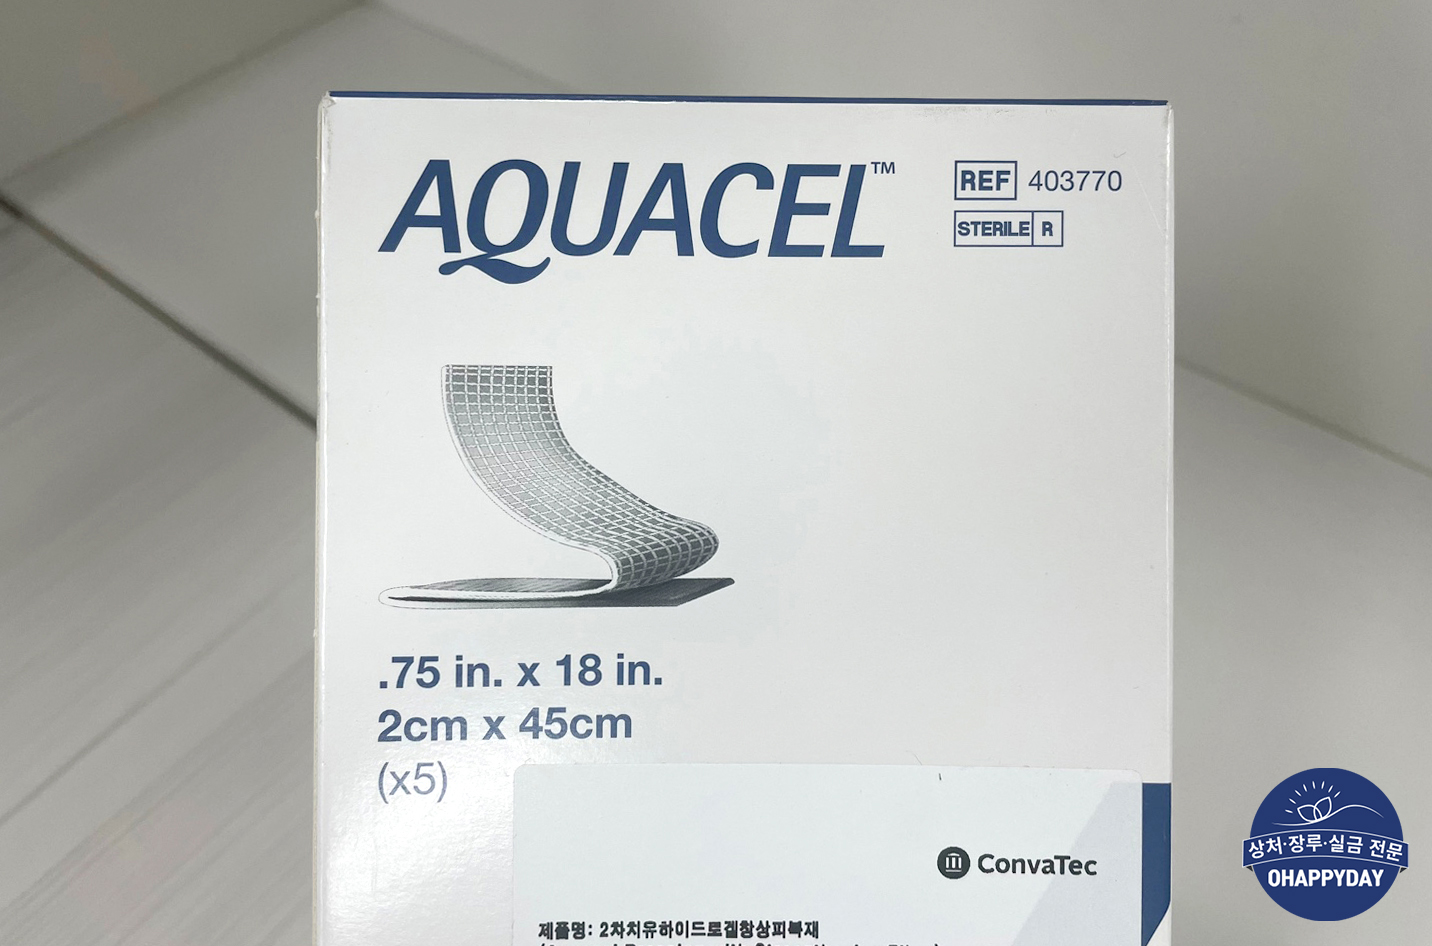 AQUACEL™
REF 403770
STERILE R
.75 in. x 18 in.
2cm x 45cm
(x5)
ConvaTec
제품명: 2차치유하이드로겔창상피복재
상처·장루·실금 전문
OHAPPYDAY